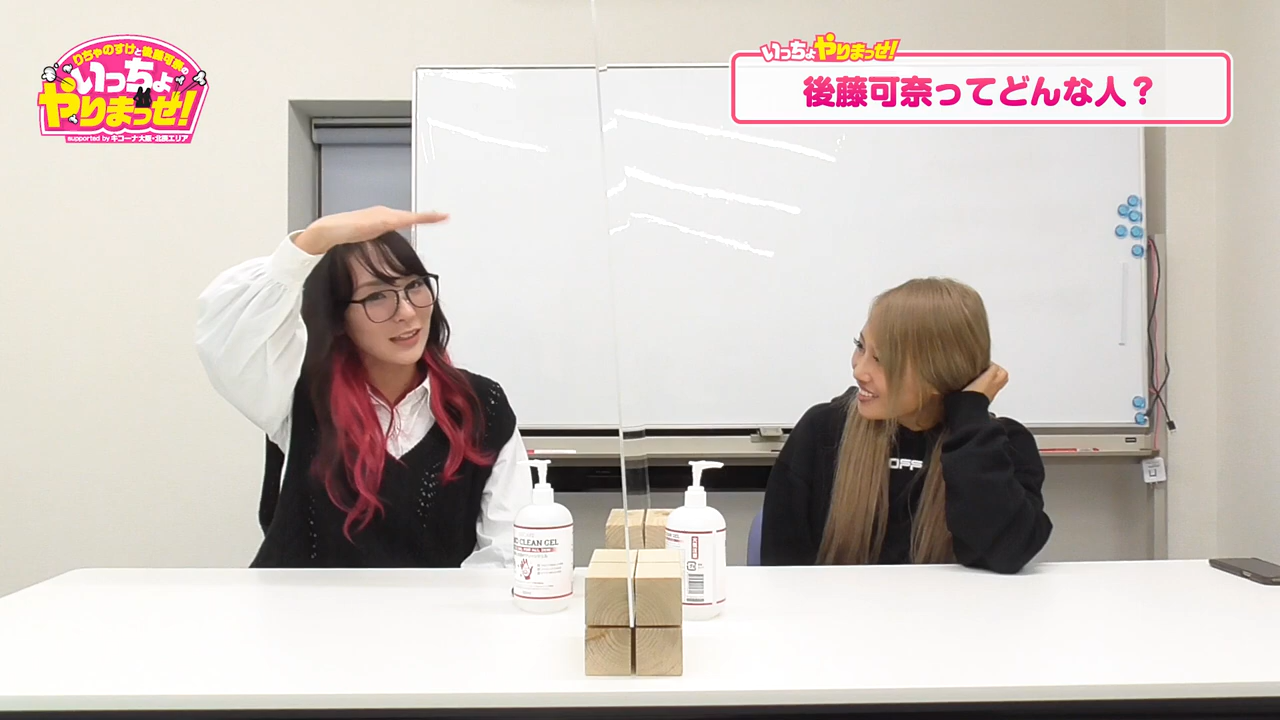 りちゃのすけと後藤可奈の
いっちょ
やりまっせ!
supported by キコーナ大阪・北摂エリア
いっちょやりまっせ!
後藤可奈ってどんな人？
OFF
CLEAN GEL